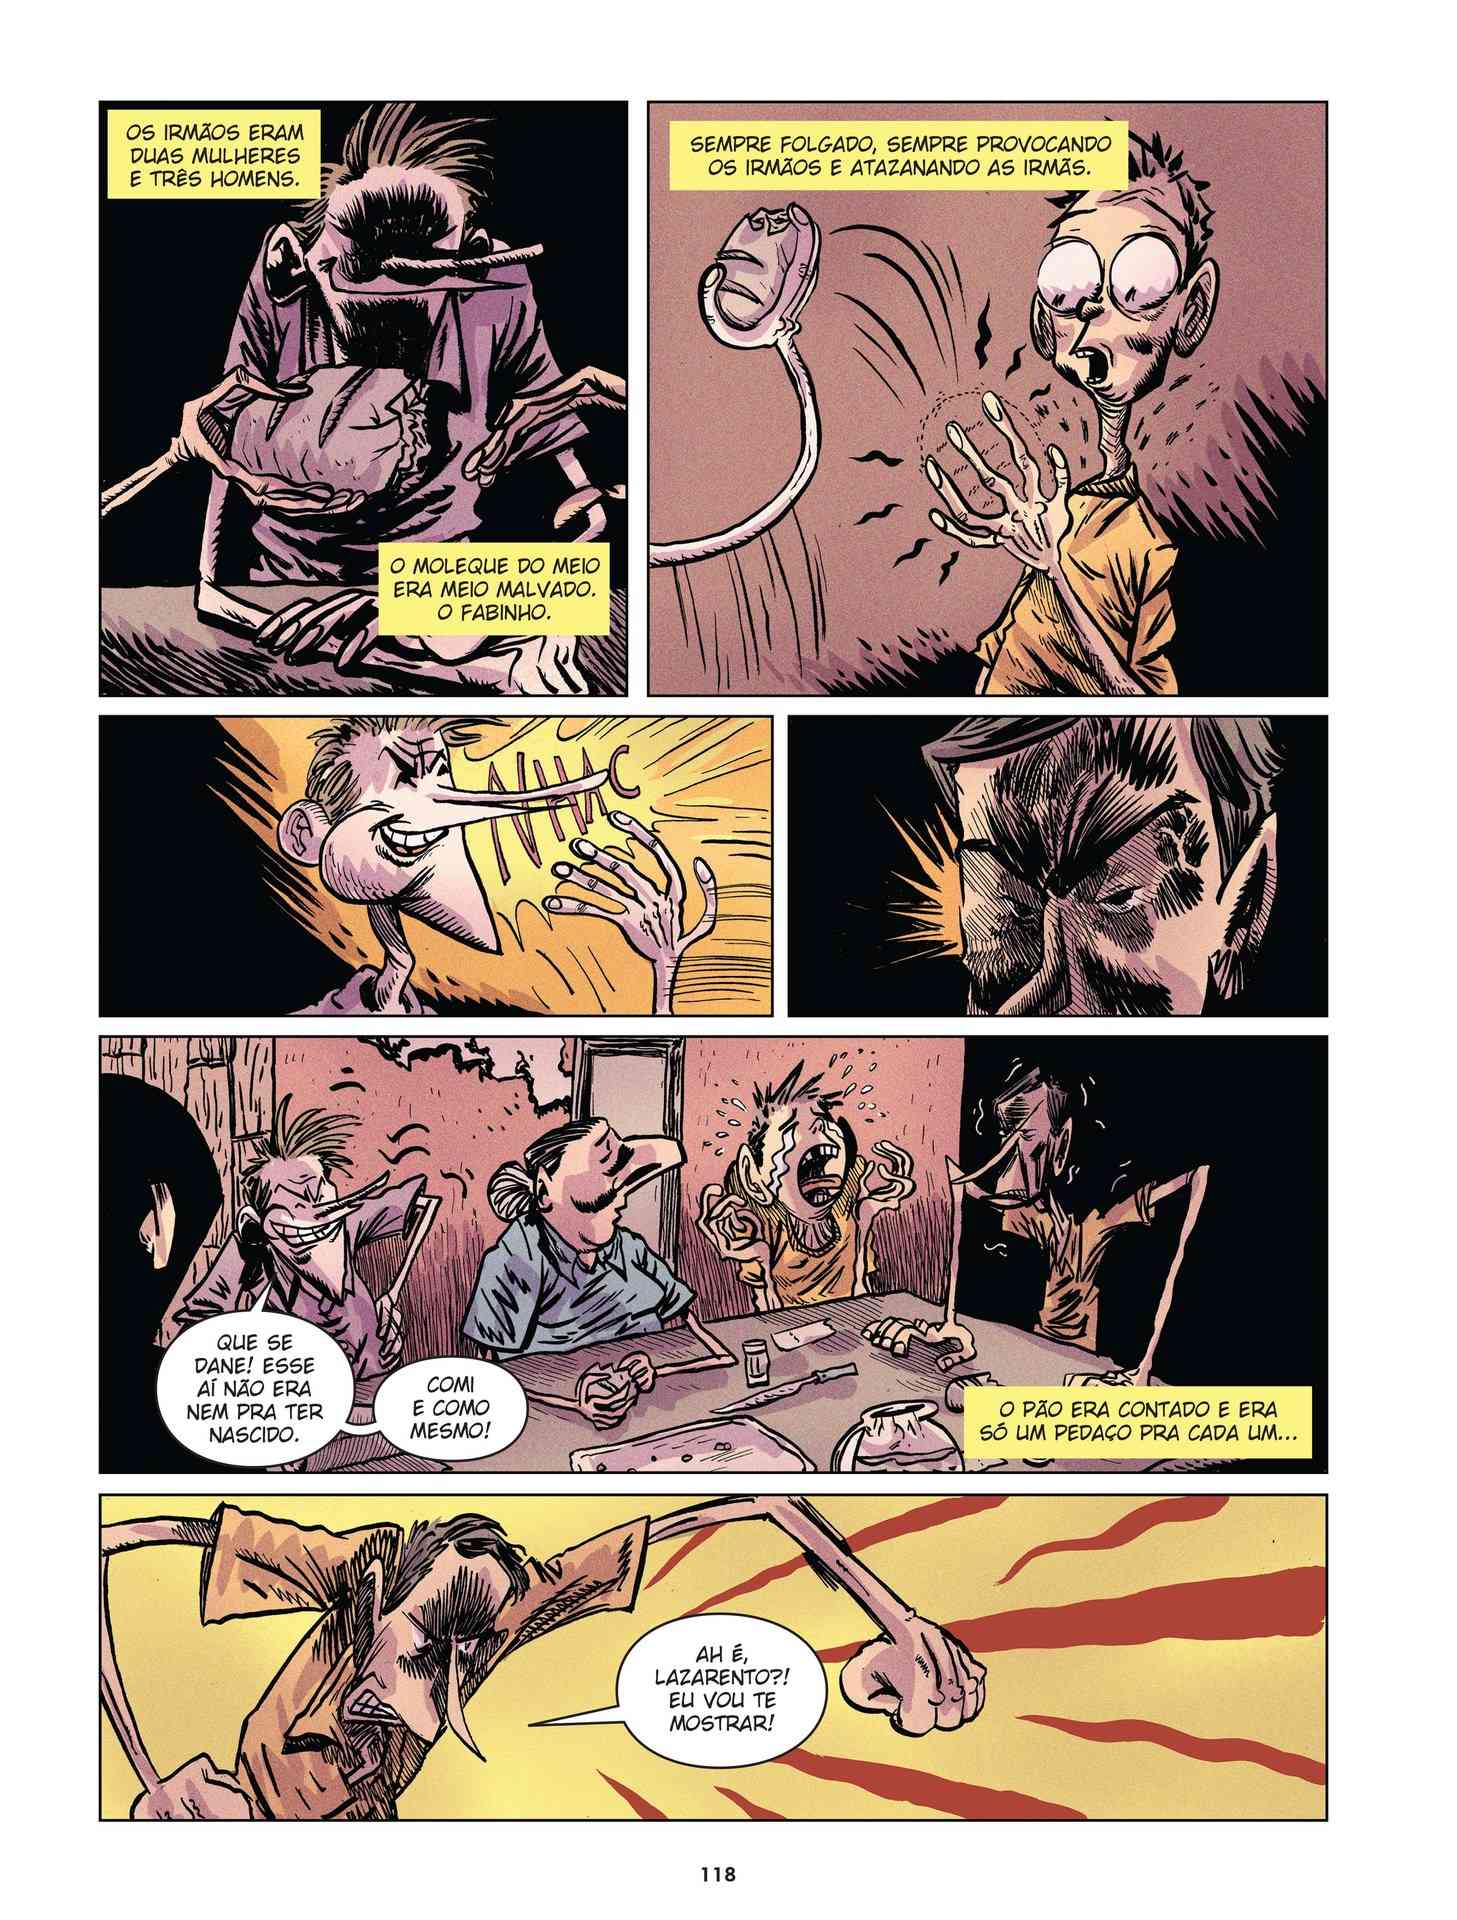 OS IRMÃOS ERAM
DUAS MULHERES
E TRÊS HOMENS.
O MOLEQUE DO MEIO
ERA MEIO MALVADO.
O FABINHO.
SEMPRE FOLGADO, SEMPRE PROVOCANDO
OS IRMÃOS E ATAZANANDO AS IRMÃS.
NHAC
QUE SE
DANE! ESSE
AÍ NÃO ERA
NEM PRA TER
NASCIDO.
COMI
E COMO
MESMO!
O PÃO ERA CONTADO E ERA
SÓ UM PEDAÇO PRA CADA UM...
AH É,
LAZARENTO?!
EU VOU TE
MOSTRAR!
118